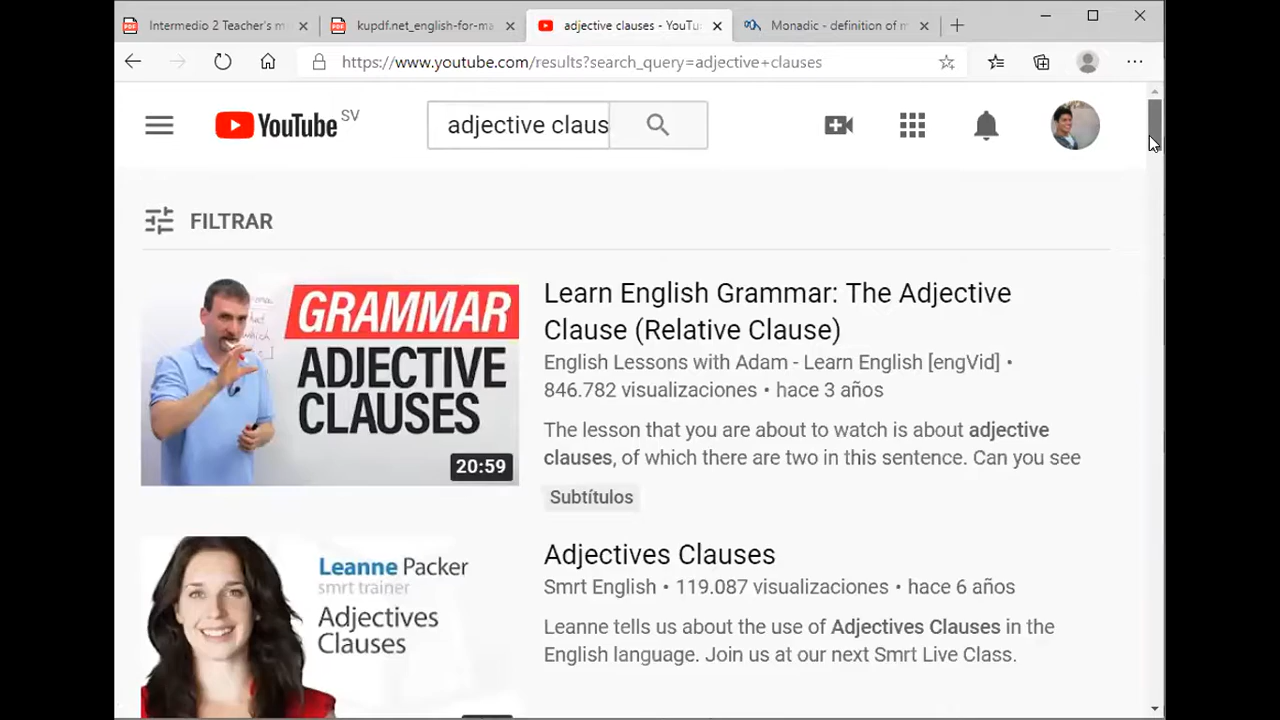 Intermedio 2 Teacher's m
kupdf.net_english-for-ma
adjective clauses - YouTu
Monadic - definition of m
https://www.youtube.com/results?search_query=adjective+clauses
YouTube SV
adjective claus
FILTRAR
GRAMMAR
ADJECTIVE
CLAUSES
20:59
Learn English Grammar: The Adjective
Clause (Relative Clause)
English Lessons with Adam - Learn English [engVid] •
846.782 visualizaciones • hace 3 años
The lesson that you are about to watch is about adjective
clauses, of which there are two in this sentence. Can you see
Subtítulos
Leanne Packer
smrt trainer
Adjectives
Clauses
Adjectives Clauses
Smrt English • 119.087 visualizaciones • hace 6 años
Leanne tells us about the use of Adjectives Clauses in the
English language. Join us at our next Smrt Live Class.